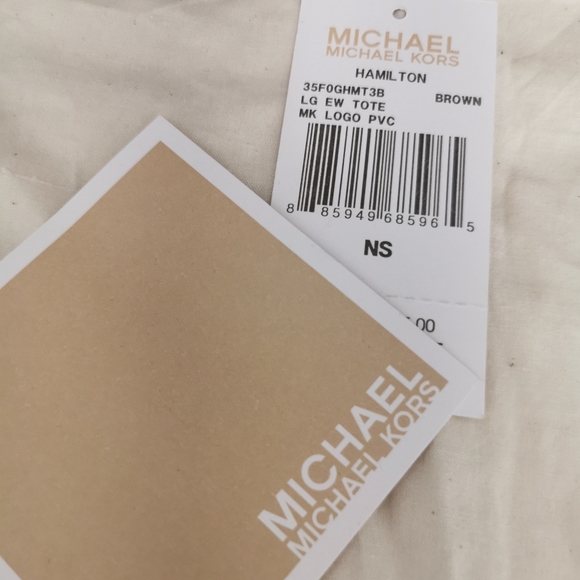 MICHAEL
MICHAEL KORS
HAMILTON
35F0GHMT3B BROWN
LG EW TOTE
MK LOGO PVC
8 85949 68596 5
NS
.00
MICHAEL
MICHAEL KORS